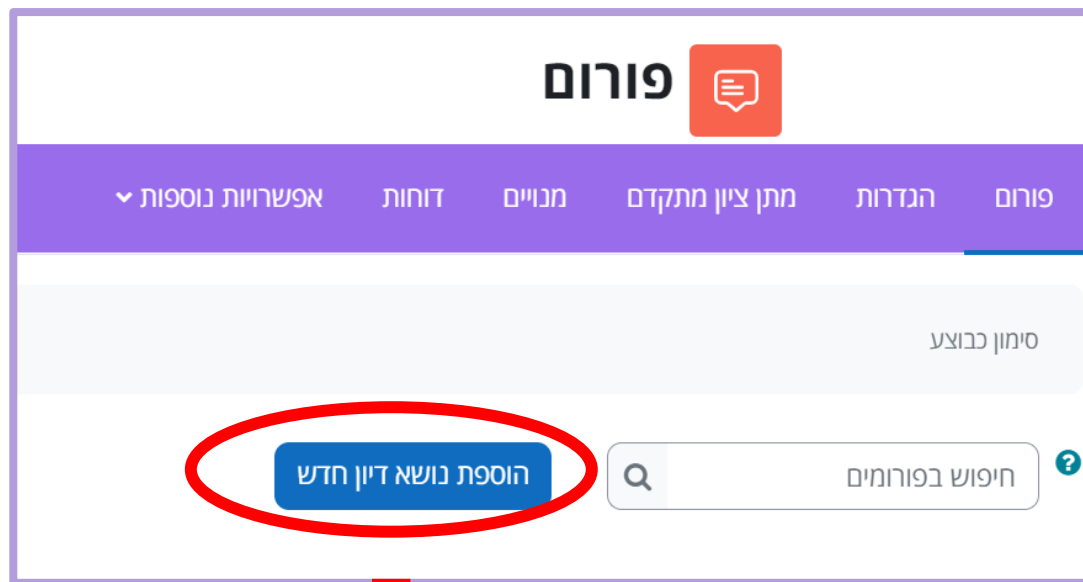 פורום
פורום הגדרות מתן ציון מתקדם מנויים דוחות אפשרויות נוספות
סימון כבוצע
חיפוש בפורומים הוספת נושא דיון חדש